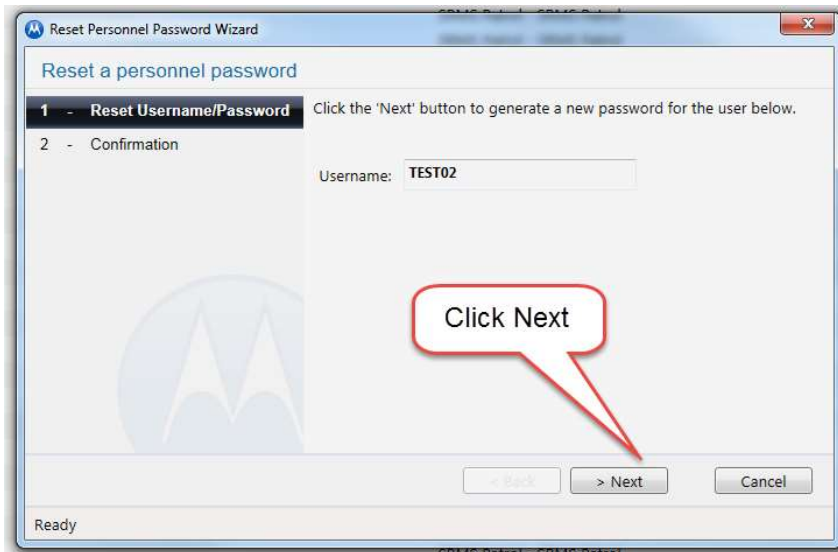 Reset Personnel Password Wizard
Reset a personnel password
1 - Reset Username/Password
2 - Confirmation
Click the 'Next' button to generate a new password for the user below.
Username: TEST02
Click Next
< Back > Next Cancel
Ready